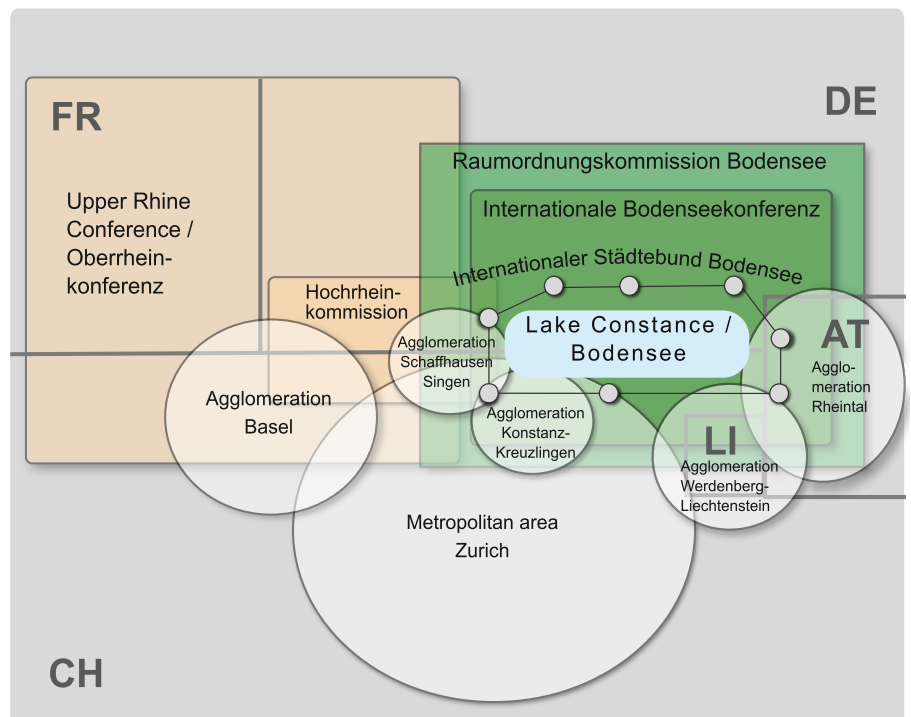 FR
DE
Upper Rhine
Conference /
Oberrhein-
konferenz
Raumordnungskommission Bodensee
Internationale Bodenseekonferenz
Internationaler Städtebund Bodensee
Hochrhein-
kommission
Lake Constance /
Bodensee
Agglomeration
Schaffhausen
Singen
AT
Agglo-
meration
Rheintal
Agglomeration
Basel
Agglomeration
Konstanz-
Kreuzlingen
LI
Agglomeration
Werdenberg-
Liechtenstein
Metropolitan area
Zurich
CH